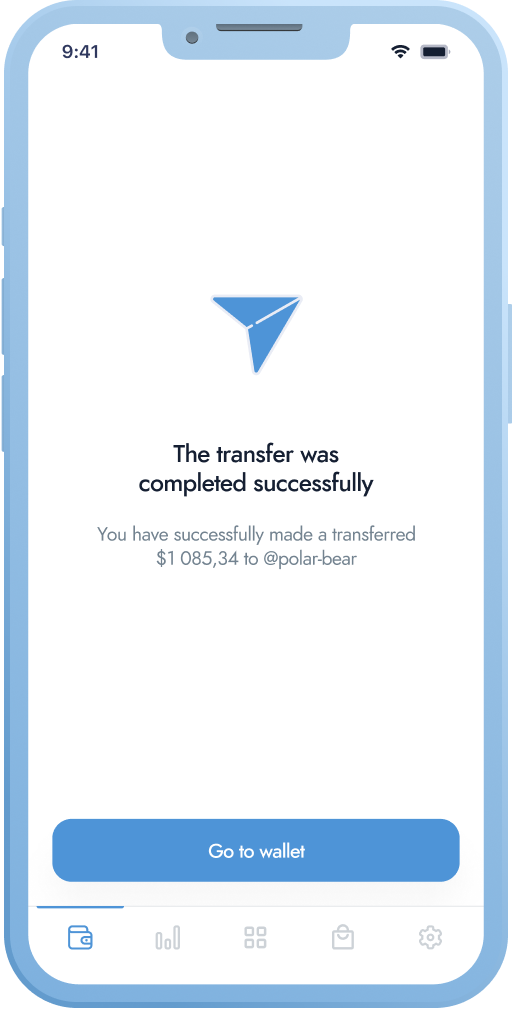 9:41
The transfer was
completed successfully
You have successfully made a transferred
$1 085,34 to @polar-bear
Go to wallet